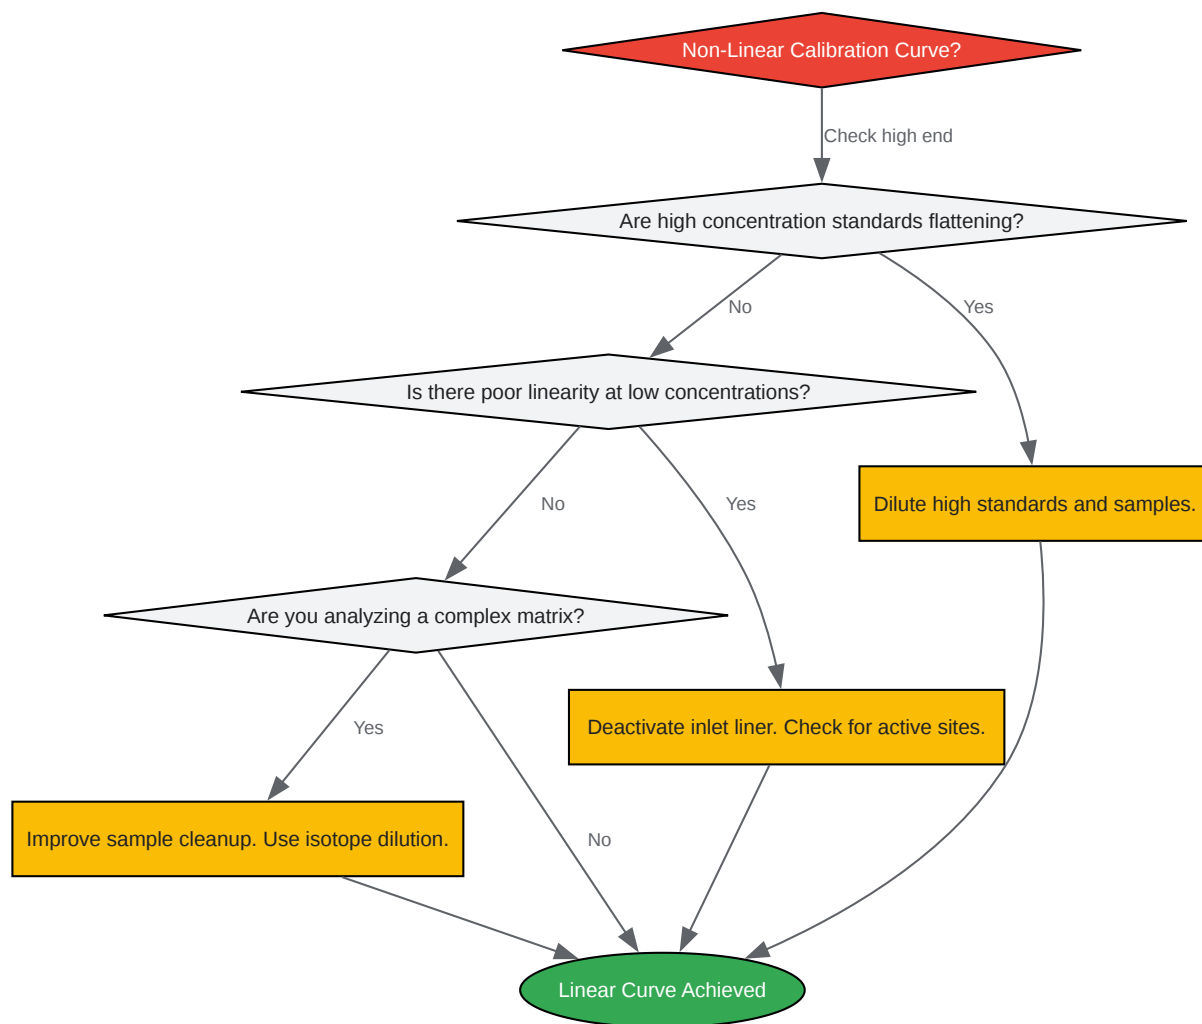 Non-Linear Calibration Curve?
Check high end
Are high concentration standards flattening?
No
Yes
Is there poor linearity at low concentrations?
No
Yes
Dilute high standards and samples.
Are you analyzing a complex matrix?
Yes
Deactivate inlet liner. Check for active sites.
Improve sample cleanup. Use isotope dilution.
No
Linear Curve Achieved